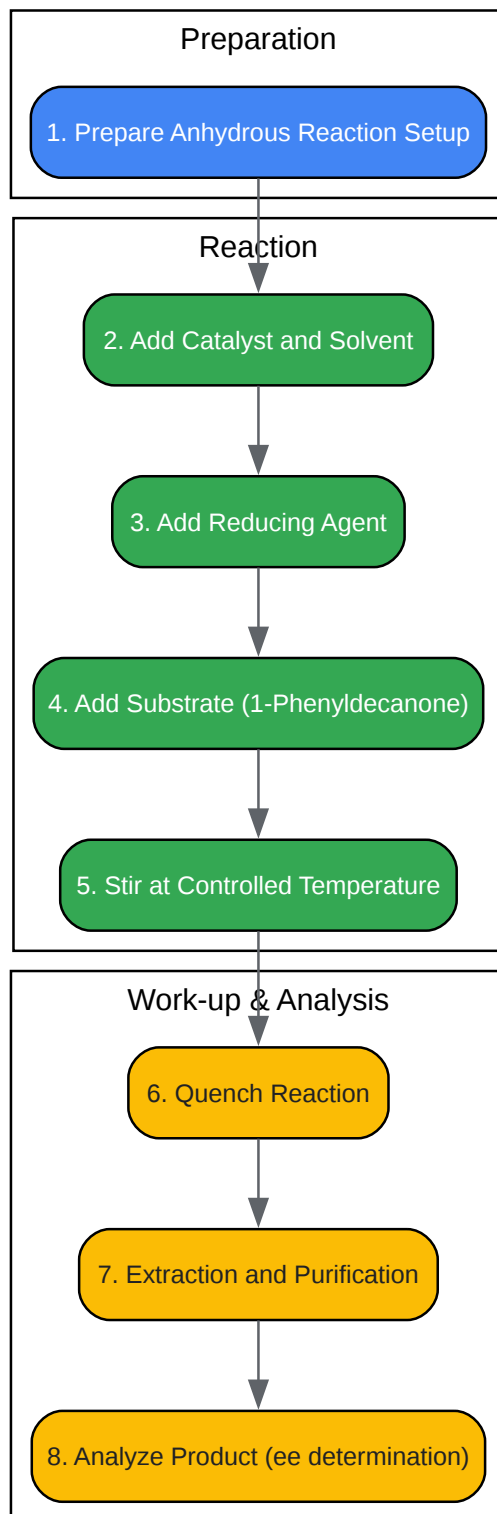 Preparation
1. Prepare Anhydrous Reaction Setup
Reaction
2. Add Catalyst and Solvent
3. Add Reducing Agent
4. Add Substrate (1-Phenyldecanone)
5. Stir at Controlled Temperature
Work-up & Analysis
6. Quench Reaction
7. Extraction and Purification
8. Analyze Product (ee determination)